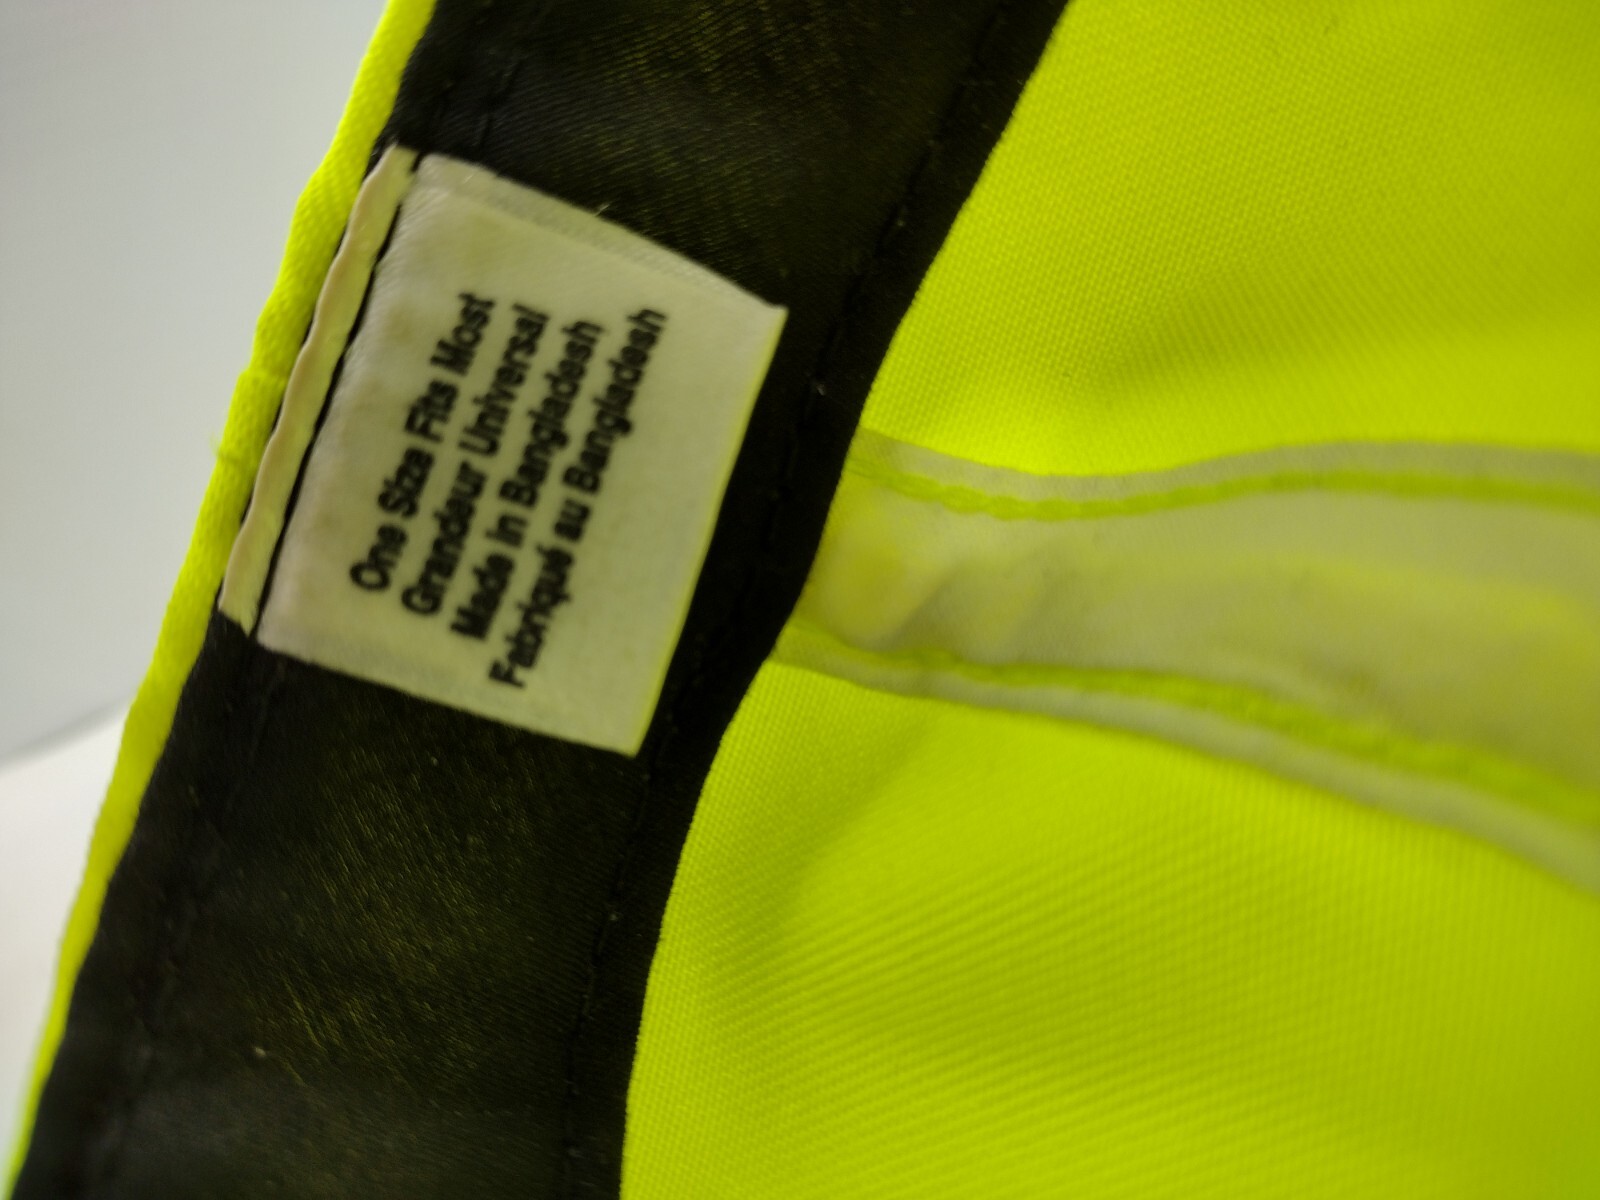 One Size Fits Most
Grandeur Universal
Made in Bangladesh
Fabriqué au Bangladesh